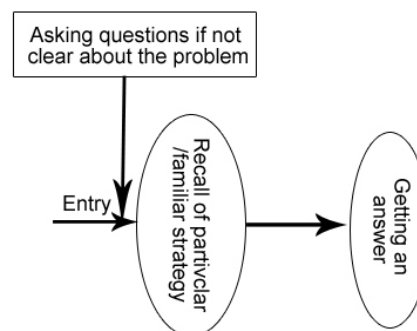 Asking questions if not
clear about the problem
Entry
Recall of partivclar
/familiar strategy
Getting an
answer